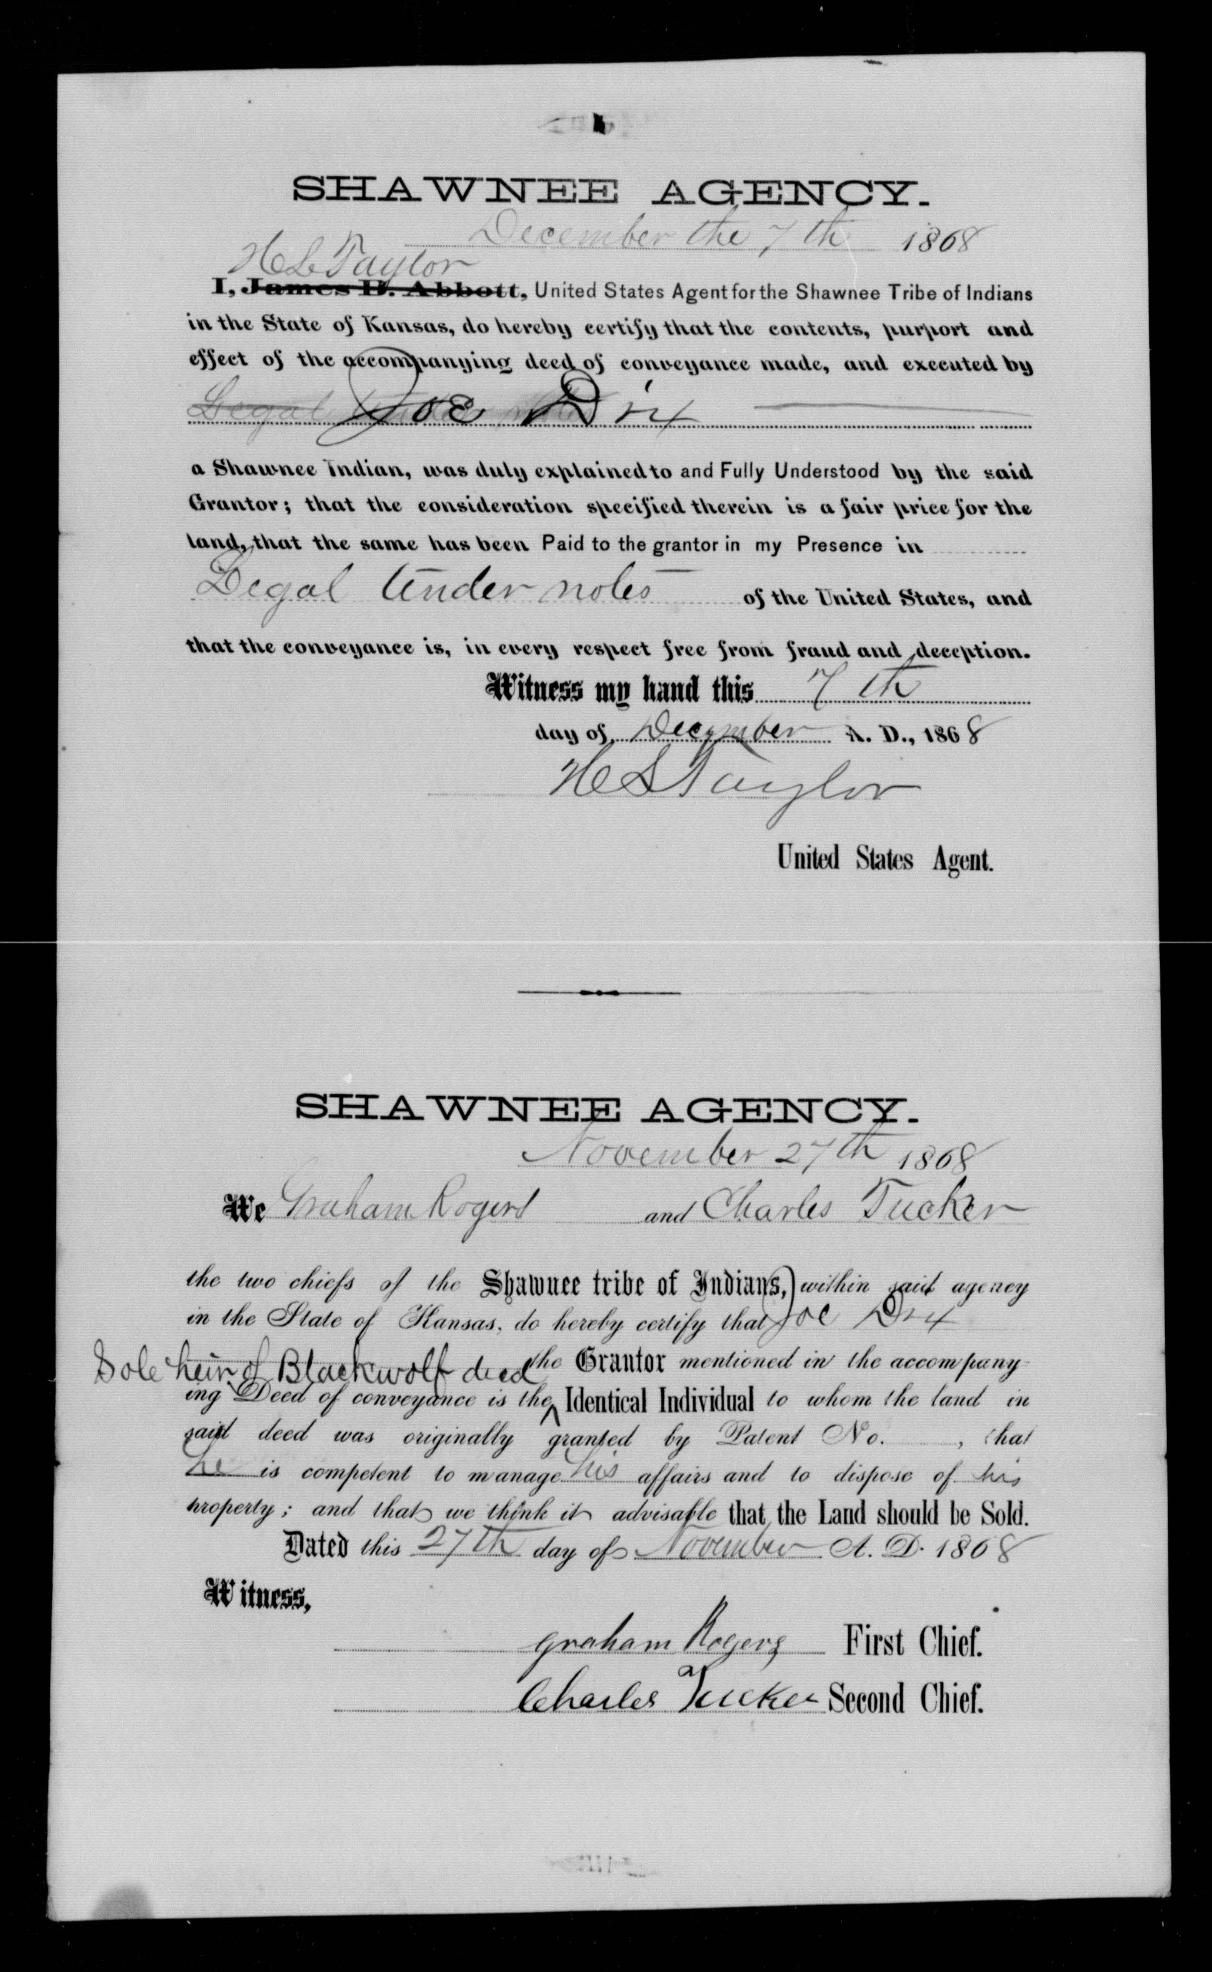 SHAWNEE AGENCY.
December the 7th 1868
H L Taylor
I, James B. Abbott, United States Agent for the Shawnee Tribe of Indians
in the State of Kansas, do hereby certify that the contents, purport and
effect of the accompanying deed of conveyance made, and executed by
Legal Joe Dix
a Shawnee Indian, was duly explained to and Fully Understood by the said
Grantor; that the consideration specified therein is a fair price for the
land, that the same has been Paid to the grantor in my Presence in
Legal tender notes of the United States, and
that the conveyance is, in every respect free from fraud and deception.
Witness my hand this 7th
day of December A. D., 1868
H L Taylor
United States Agent.
SHAWNEE AGENCY.
November 27th 1868
We Graham Rogers and Charles Tucker
the two chiefs of the Shawnee tribe of Indians, within said agency
in the State of Kansas, do hereby certify that Joe Dix
Sole heir of Blackwolf decd the Grantor mentioned in the accompany-
ing Deed of conveyance is the Identical Individual to whom the land in
said deed was originally granted by Patent No. , that
he is competent to manage his affairs and to dispose of his
property; and that we think it advisable that the Land should be Sold.
Dated this 27th day of November A. D. 1868
Witness,
Graham Rogers First Chief.
Charles Tucker Second Chief.